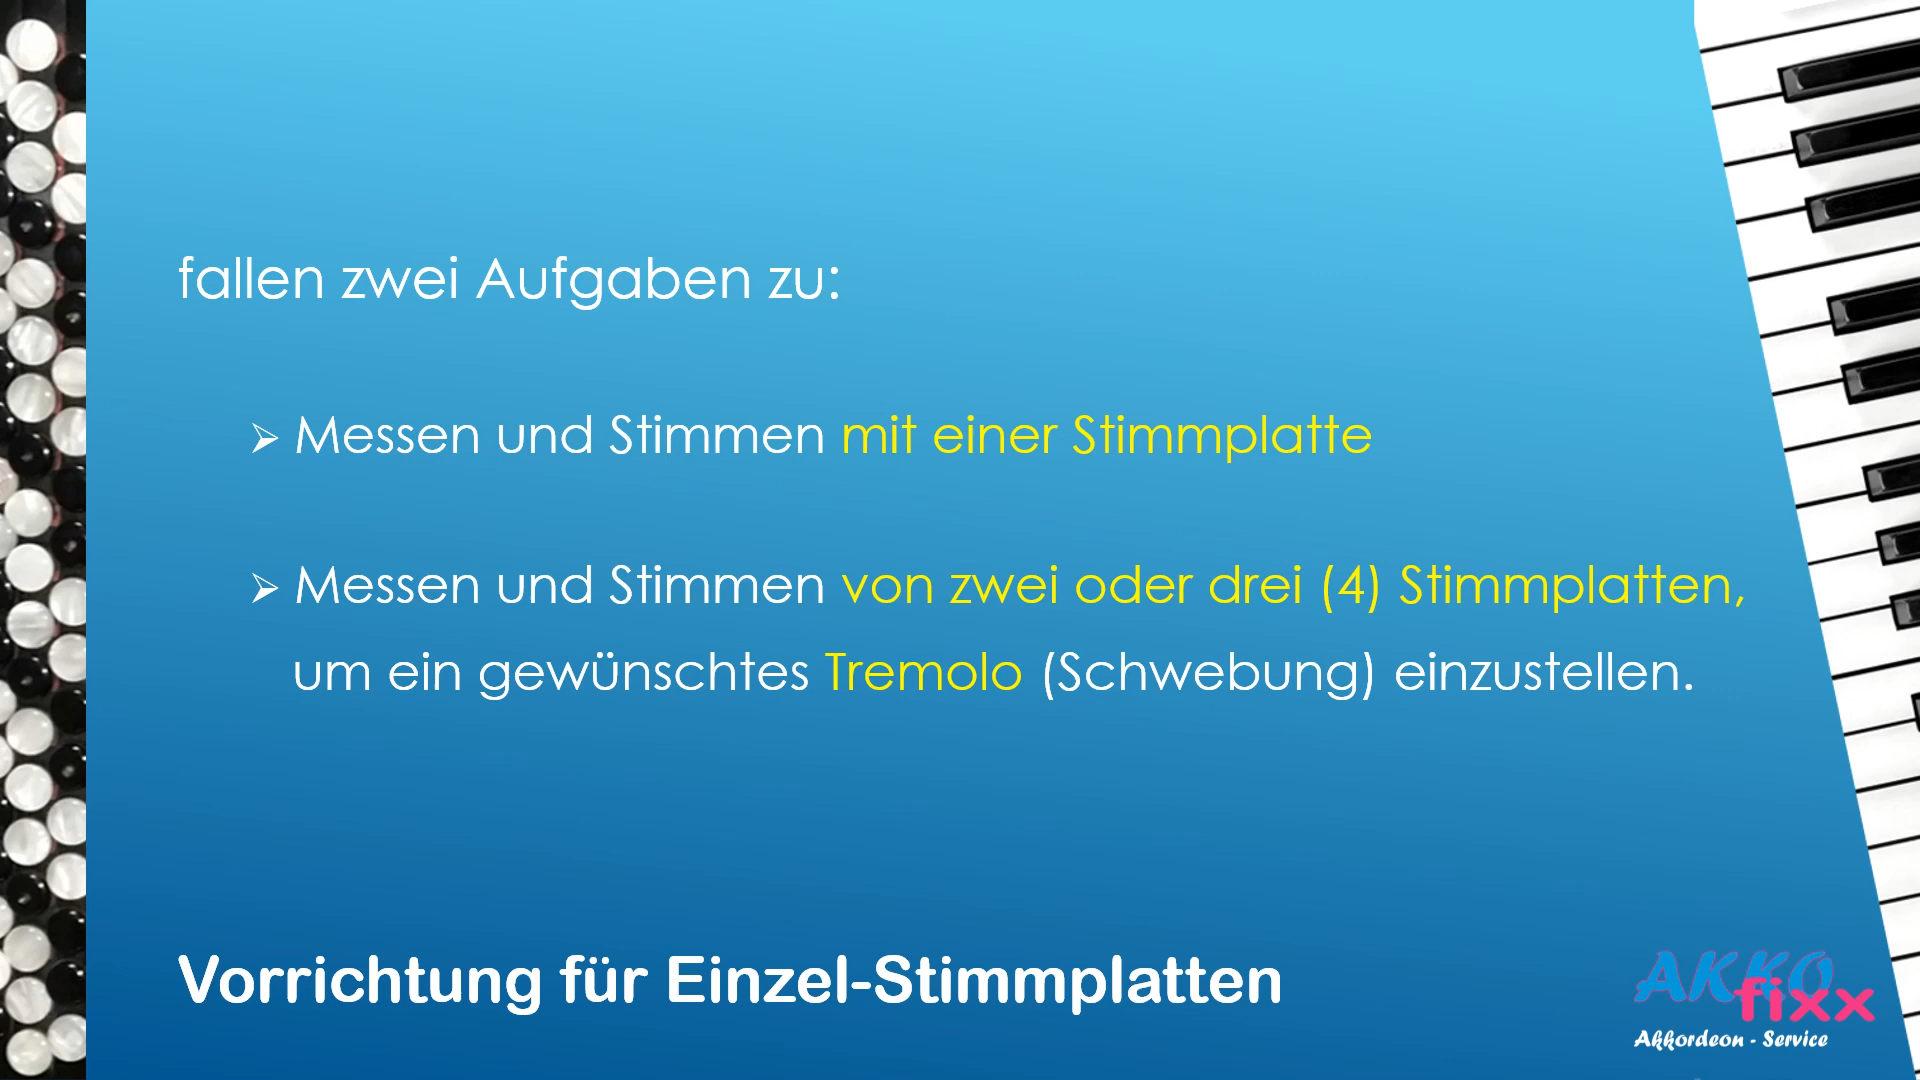 fallen zwei Aufgaben zu:
➢ Messen und Stimmen mit einer Stimmplatte
➢ Messen und Stimmen von zwei oder drei (4) Stimmplatten,
um ein gewünschtes Tremolo (Schwebung) einzustellen.
Vorrichtung für Einzel-Stimmplatten
AKKO
fixx
Akkordeon - Service